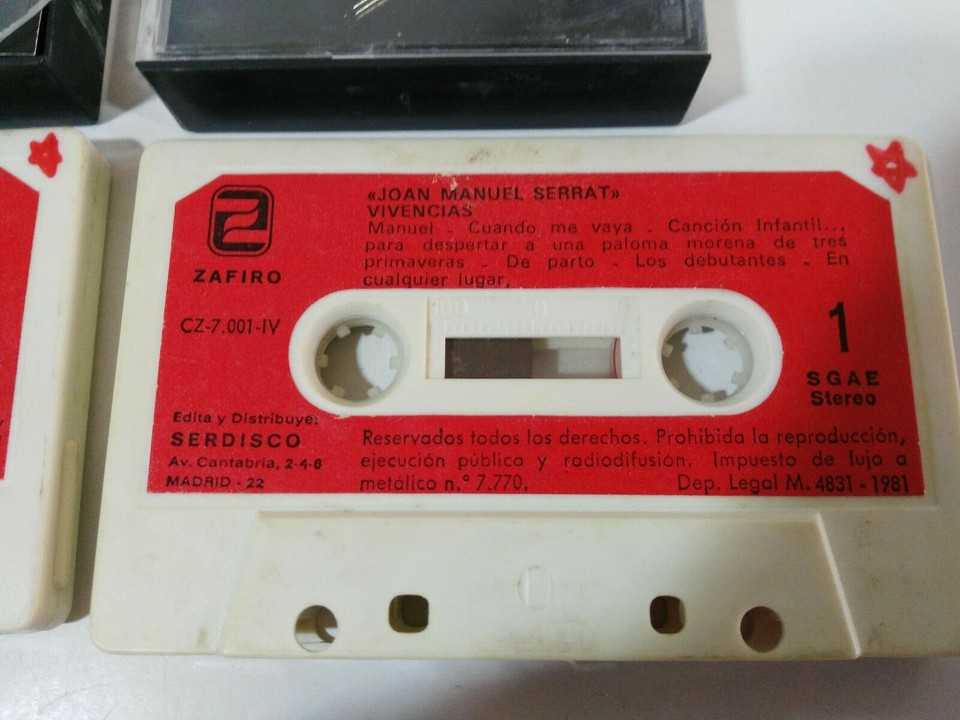 «JOAN MANUEL SERRAT»
VIVENCIAS
Manuel - Cuando me vaya - Canción Infantil...
para despertar a una paloma morena de tres
primaveras - De parto - Los debutantes - En
cualquier lugar.
ZAFIRO
CZ-7.001-IV
1
SGAE
Stereo
Edita y Distribuye:
SERDISCO
Av. Cantabria, 2-4-6
MADRID - 22
Reservados todos los derechos. Prohibida la reproducción,
ejecución pública y radiodifusión. Impuesto de lujo a
metálico n.º 7.770.
Dep. Legal M. 4831 - 1981